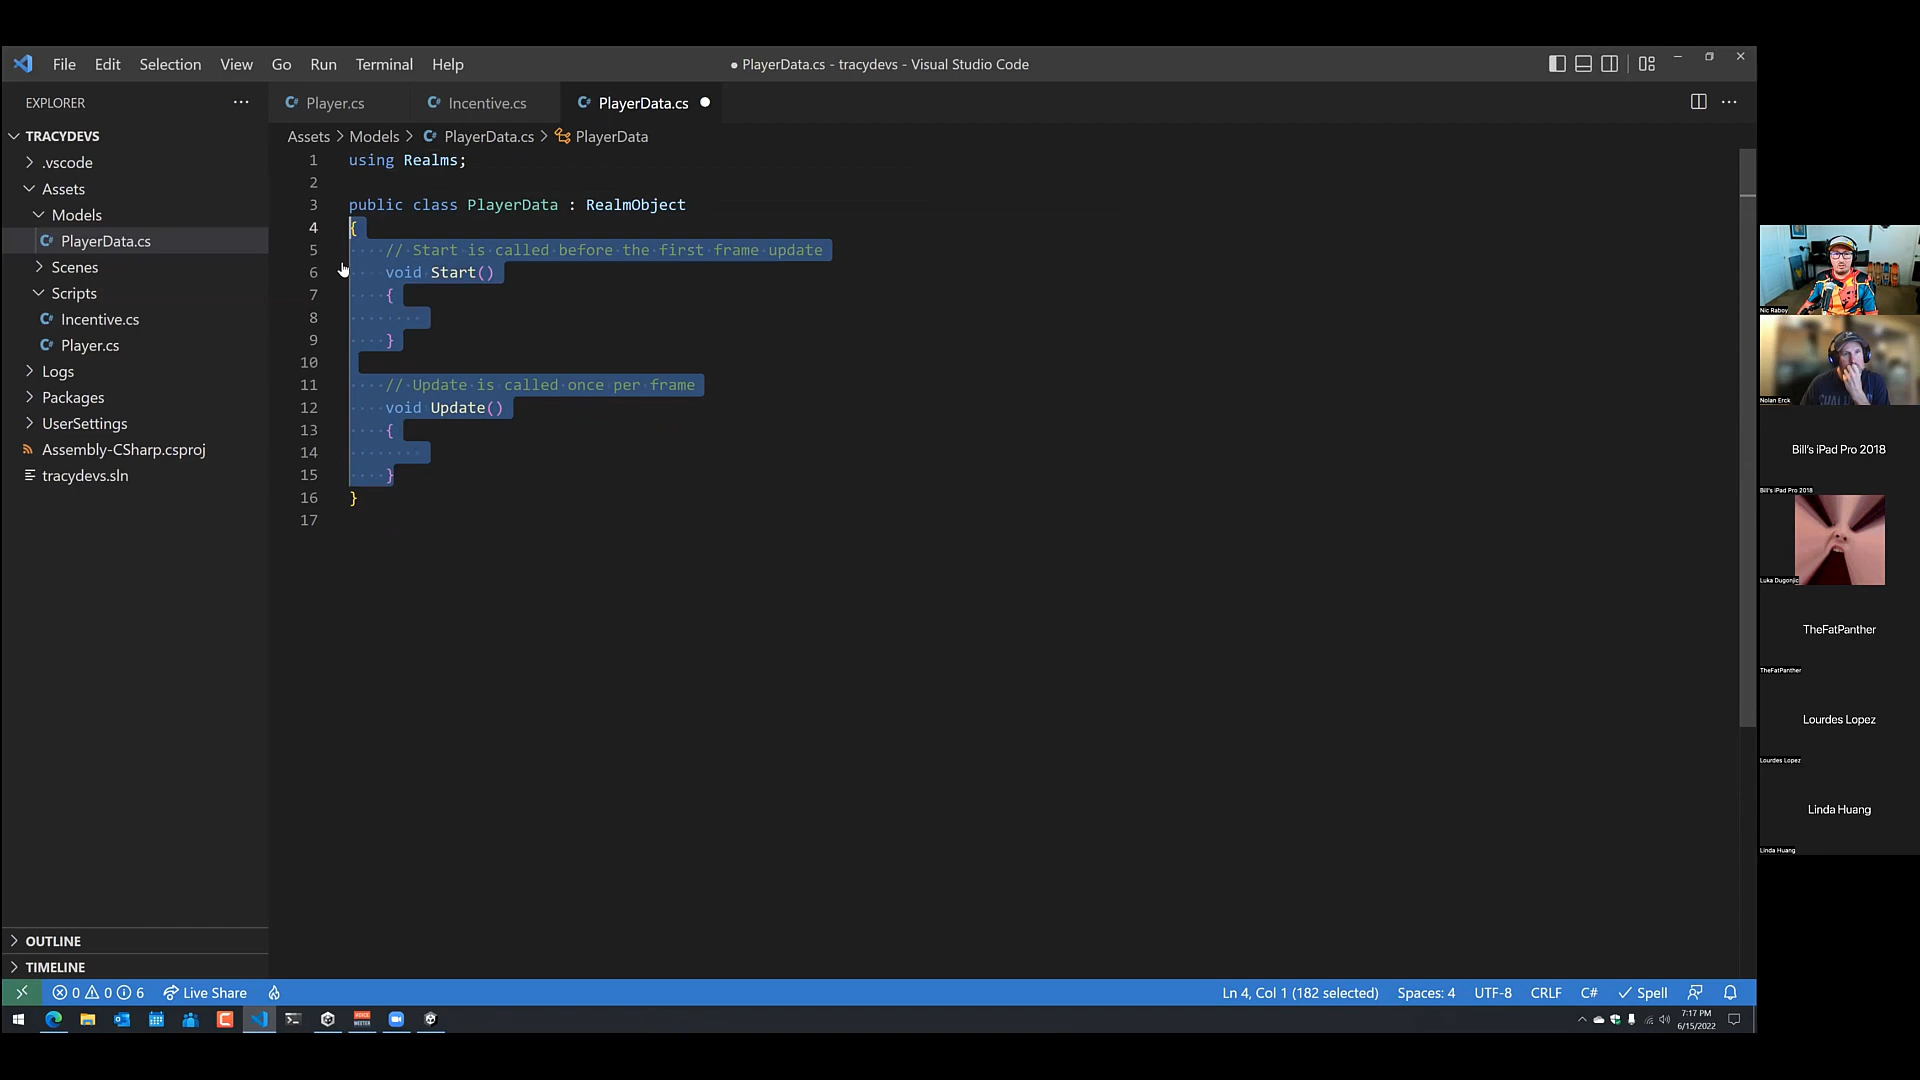 File Edit Selection View Go Run Terminal Help
● PlayerData.cs - tracydevs - Visual Studio Code
EXPLORER
Player.cs
Incentive.cs
PlayerData.cs
TRACYDEVS
.vscode
Assets
Models
PlayerData.cs
Scenes
Scripts
Incentive.cs
Player.cs
Logs
Packages
UserSettings
Assembly-CSharp.csproj
tracydevs.sln
OUTLINE
TIMELINE
Assets > Models > PlayerData.cs > PlayerData
1 using Realms;
2
3 public class PlayerData : RealmObject
4 {
5 // Start is called before the first frame update
6 void Start()
7 {
8
9 }
10
11 // Update is called once per frame
12 void Update()
13 {
14
15 }
16 }
17
0 0 6 Live Share
Ln 4, Col 1 (182 selected) Spaces: 4 UTF-8 CRLF C# Spell
7:17 PM
6/15/2022
Nic Raboy
Nolan Erck
Bill's iPad Pro 2018
Bill's iPad Pro 2018
Luka Dugonjic
TheFatPanther
TheFatPanther
Lourdes Lopez
Lourdes Lopez
Linda Huang
Linda Huang